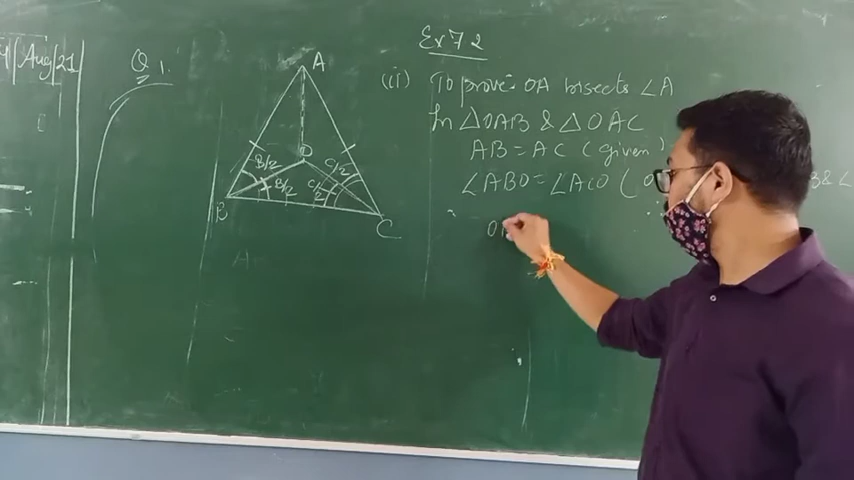 Aug/21
Q 1.
A
O
B/2
C/2
B/2
C/2
B
C
Ex 7.2
(ii) To prove:- OA bisects ∠A
In △OAB & △OAC
AB = AC (given)
∠ABO = ∠ACO (